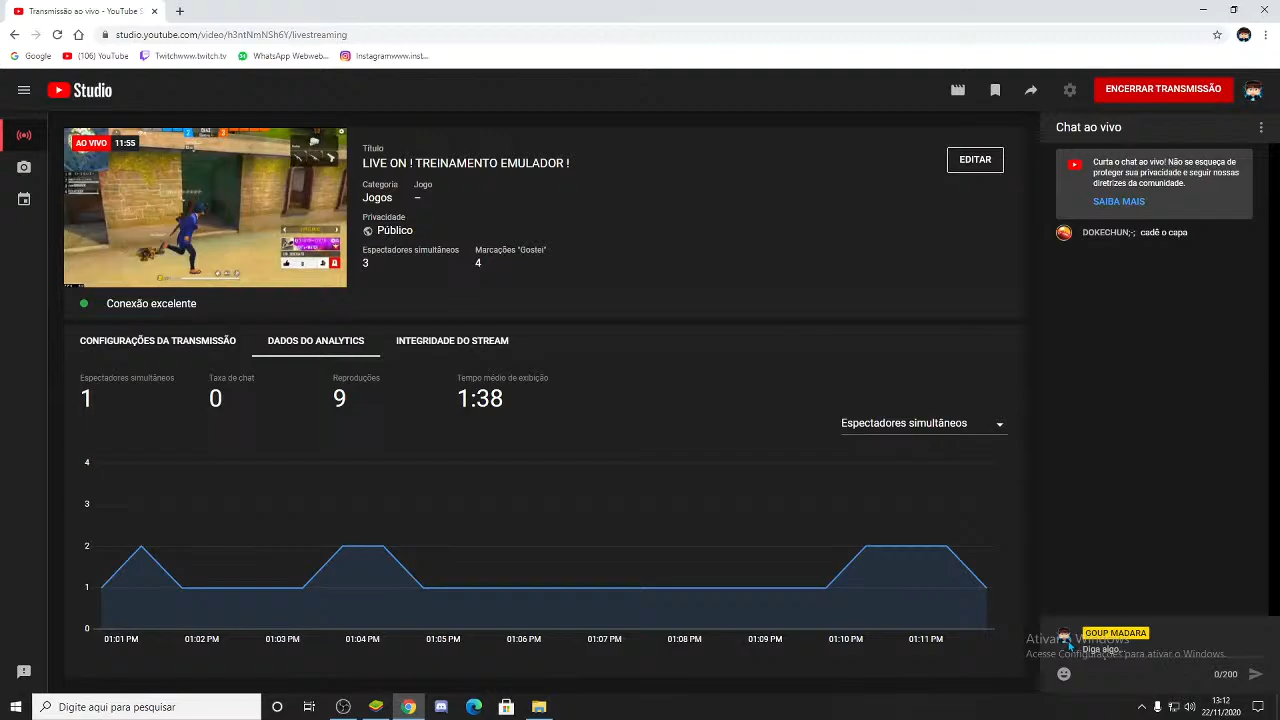 Transmissão ao vivo - YouTube S
studio.youtube.com/video/h3ntNmNSh6Y/livestreaming
Google
(106) YouTube
Twitchwww.twitch.tv
WhatsApp Webweb...
Instagramwww.inst...
Studio
ENCERRAR TRANSMISSÃO
AO VIVO 11:55
Título
LIVE ON ! TREINAMENTO EMULADOR !
EDITAR
Categoria Jogo
Jogos –
Privacidade
Público
Espectadores simultâneos Marcações "Gostei"
3 4
Conexão excelente
Chat ao vivo
Curta o chat ao vivo! Não se esqueça de
proteger sua privacidade e seguir nossas
diretrizes da comunidade.
SAIBA MAIS
DOKECHUN;-; cadê o capa
CONFIGURAÇÕES DA TRANSMISSÃO DADOS DO ANALYTICS INTEGRIDADE DO STREAM
Espectadores simultâneos Taxa de chat Reproduções Tempo médio de exibição
1 0 9 1:38
Espectadores simultâneos
4
3
2
1
0
01:01 PM 01:02 PM 01:03 PM 01:04 PM 01:05 PM 01:06 PM 01:07 PM 01:08 PM 01:09 PM 01:10 PM 01:11 PM
GOUP MADARA
Diga algo...
Ativar o Windows
Acesse Configurações para ativar o Windows.
0/200
Digite aqui para pesquisar
13:12
22/11/2020